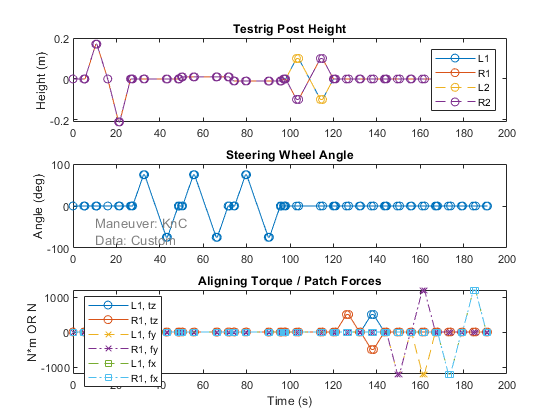 Testrig Post Height
0.2
0
-0.2
Height (m)
0 20 40 60 80 100 120 140 160 180 200
L1
R1
L2
R2
Steering Wheel Angle
100
0
-100
Angle (deg)
Maneuver: KnC
Data: Custom
0 20 40 60 80 100 120 140 160 180 200
Aligning Torque / Patch Forces
1000
0
-1000
N*m OR N
L1, tz
R1, tz
L1, fy
R1, fy
L1, fx
R1, fx
0 20 40 60 80 100 120 140 160 180 200
Time (s)